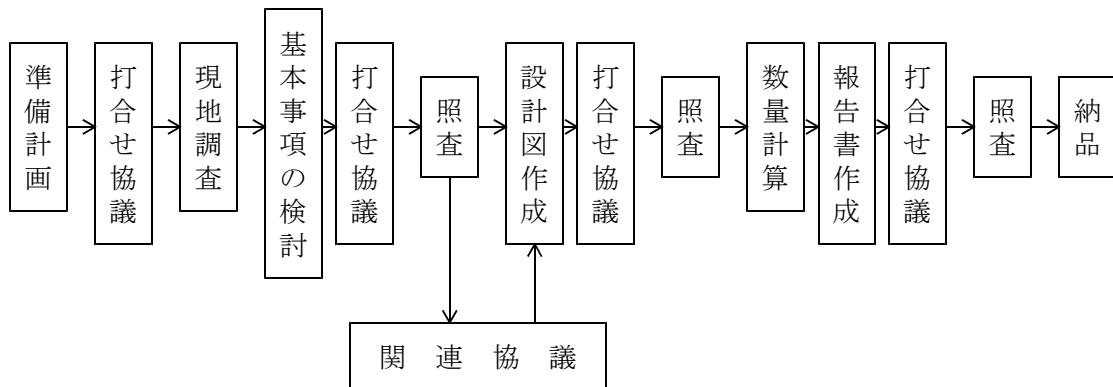 準備計画
打合せ協議
現地調査
基本事項の検討
打合せ協議
照査
設計図作成
打合せ協議
照査
数量計算
報告書作成
打合せ協議
照査
納品
関連協議